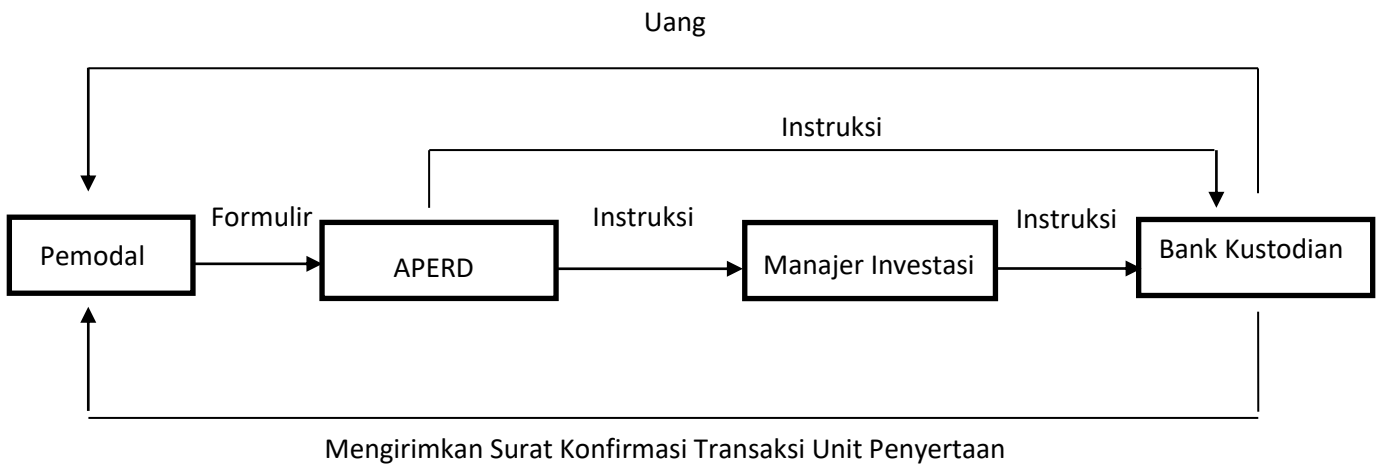 Uang
Instruksi
Formulir
Instruksi
Instruksi
Pemodal
APERD
Manajer Investasi
Bank Kustodian
Mengirimkan Surat Konfirmasi Transaksi Unit Penyertaan